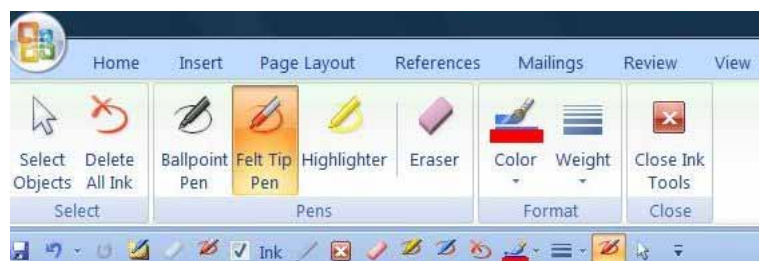 Home Insert Page Layout References Mailings Review View
Select Objects Delete All Ink Ballpoint Pen Felt Tip Pen Highlighter Eraser Color Weight Close Ink Tools
Select Pens Format Close
Ink